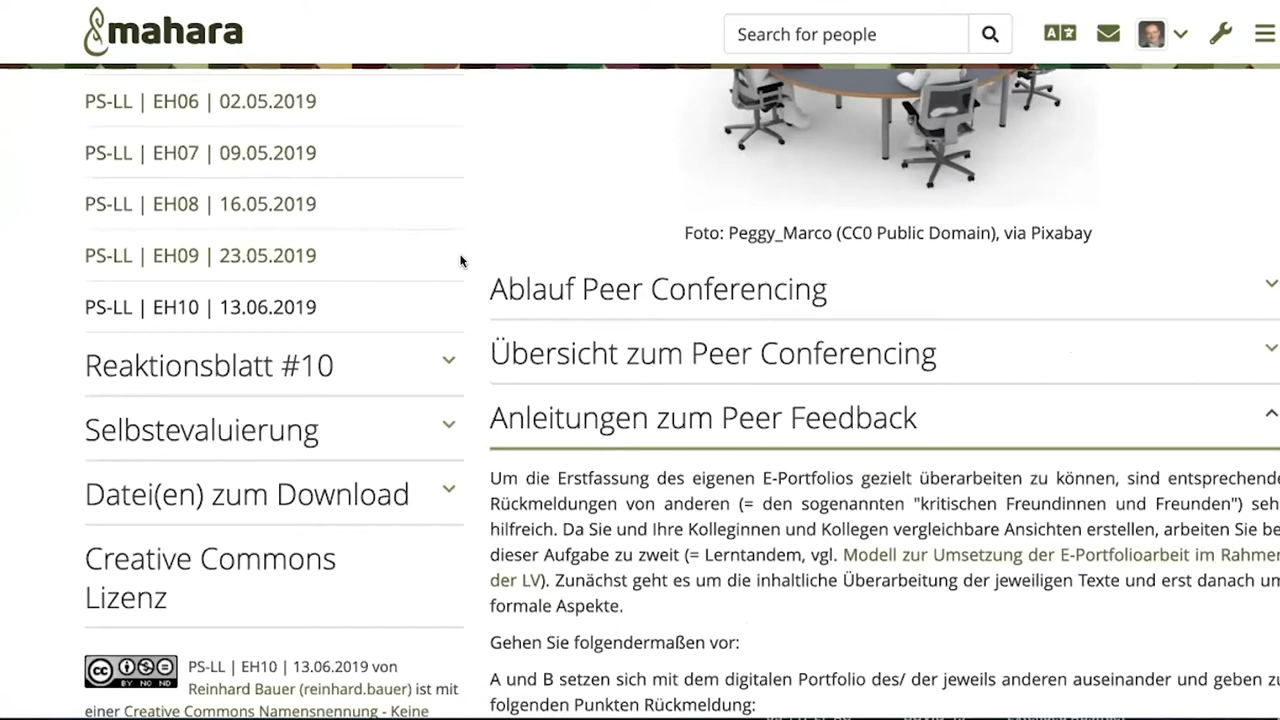 mahara
Search for people
PS-LL | EH06 | 02.05.2019
PS-LL | EH07 | 09.05.2019
PS-LL | EH08 | 16.05.2019
PS-LL | EH09 | 23.05.2019
PS-LL | EH10 | 13.06.2019
Reaktionsblatt #10
Selbstevaluierung
Datei(en) zum Download
Creative Commons
Lizenz
CC BY NC ND
PS-LL | EH10 | 13.06.2019 von
Reinhard Bauer (reinhard.bauer) ist mit
einer Creative Commons Namensnennung - Keine
Foto: Peggy_Marco (CC0 Public Domain), via Pixabay
Ablauf Peer Conferencing
Übersicht zum Peer Conferencing
Anleitungen zum Peer Feedback
Um die Erstfassung des eigenen E-Portfolios gezielt überarbeiten zu können, sind entsprechende
Rückmeldungen von anderen (= den sogenannten "kritischen Freundinnen und Freunden") seh
hilfreich. Da Sie und Ihre Kolleginnen und Kollegen vergleichbare Ansichten erstellen, arbeiten Sie be
dieser Aufgabe zu zweit (= Lerntandem, vgl. Modell zur Umsetzung der E-Portfolioarbeit im Rahmen
der LV). Zunächst geht es um die inhaltliche Überarbeitung der jeweiligen Texte und erst danach um
formale Aspekte.
Gehen Sie folgendermaßen vor:
A und B setzen sich mit dem digitalen Portfolio des/ der jeweils anderen auseinander und geben zu
folgenden Punkten Rückmeldung: